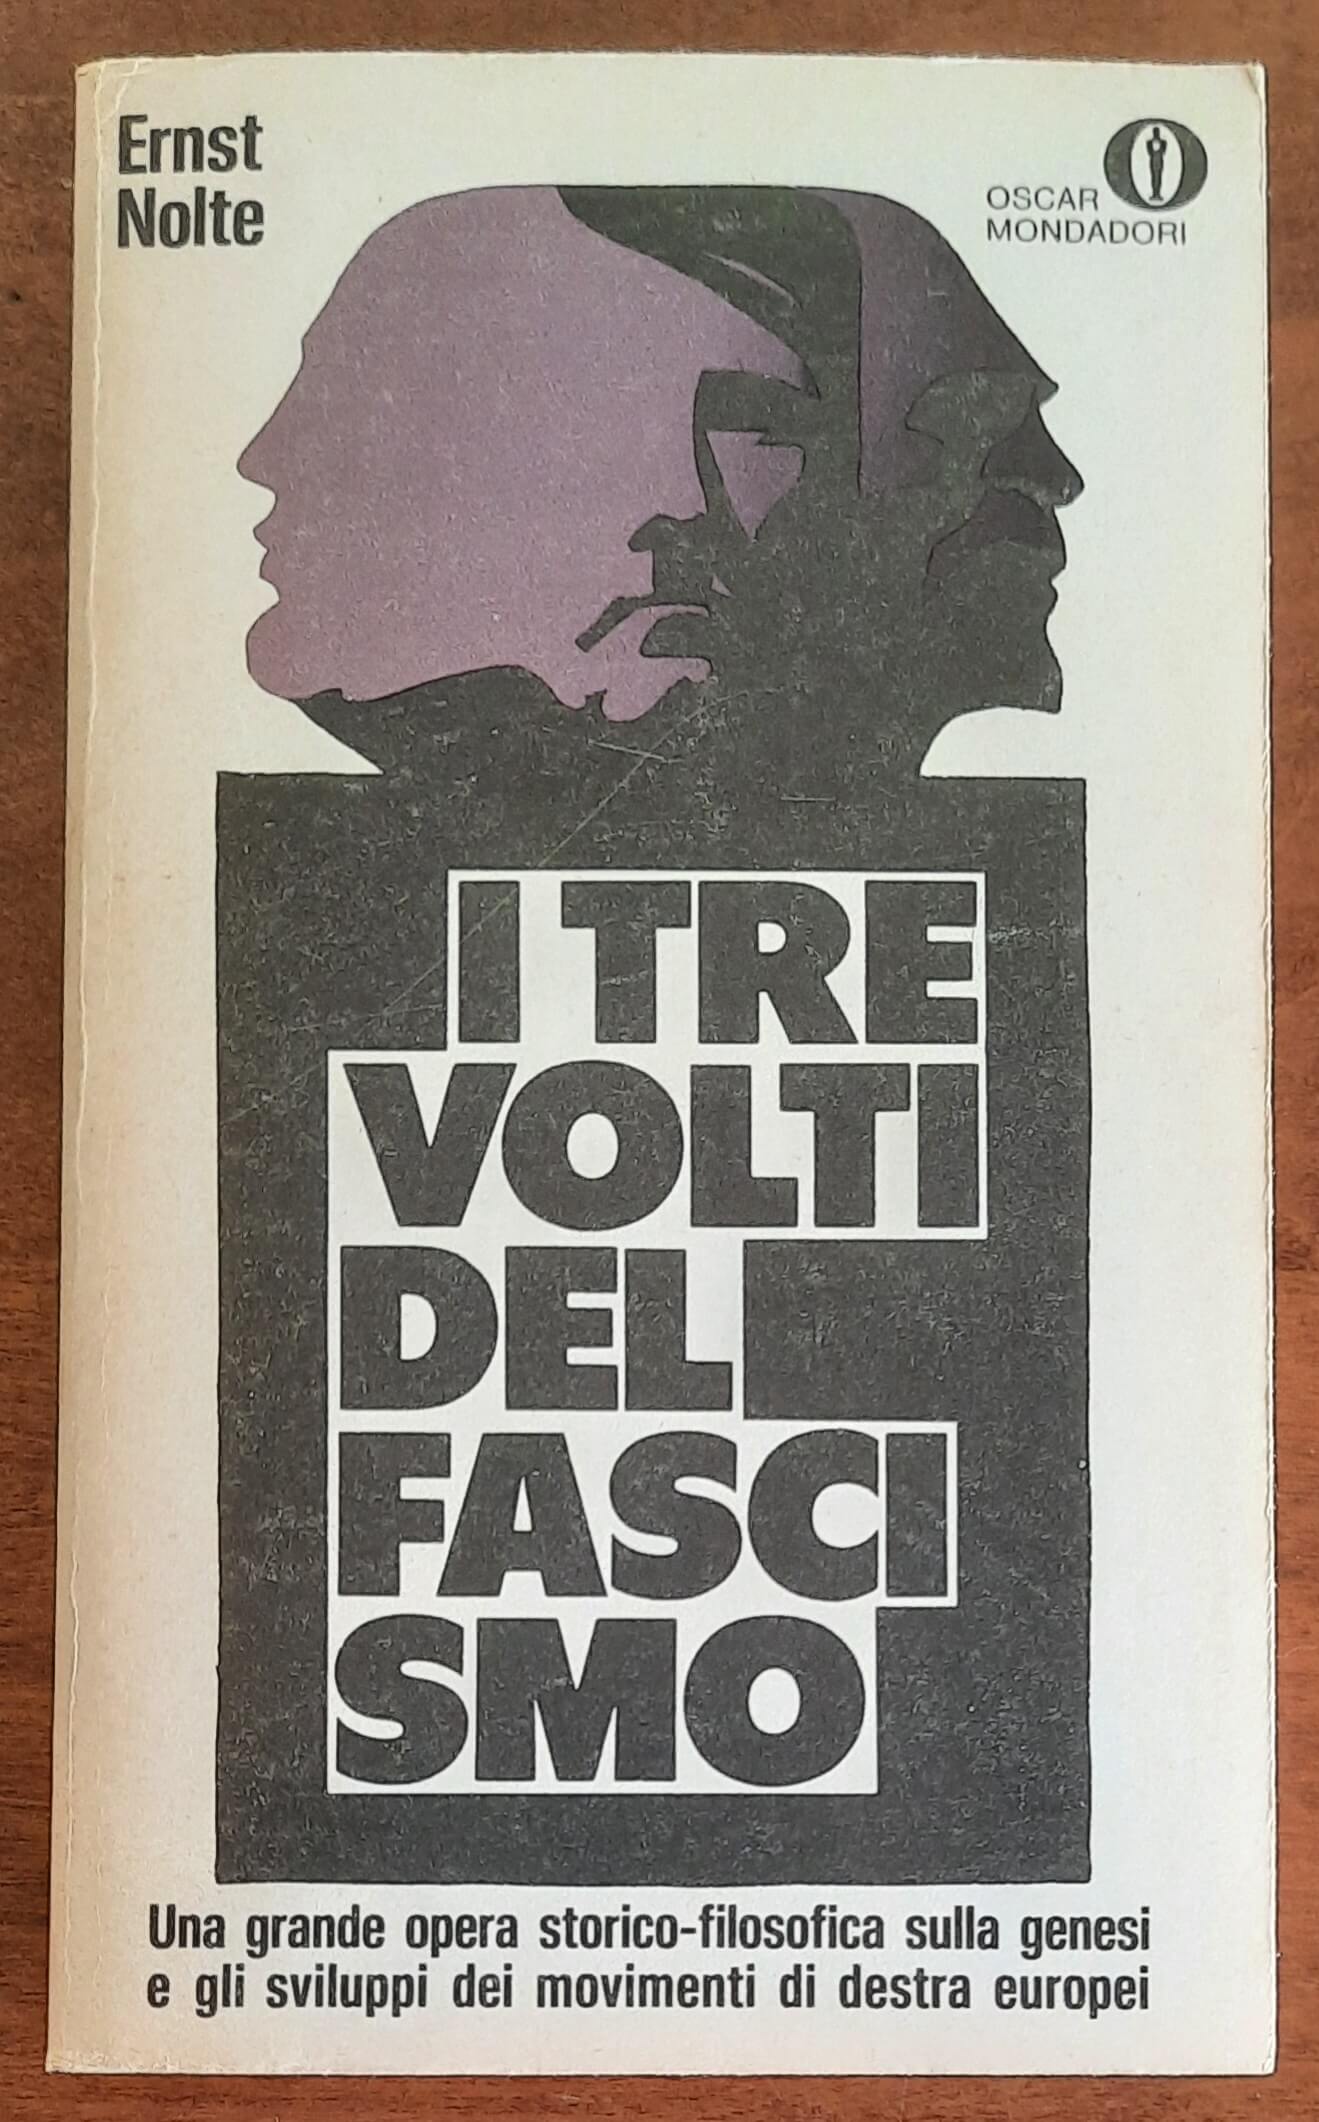 Ernst
Nolte
OSCAR
MONDADORI
I TRE
VOLTI
DEL
FASCI
SMO
Una grande opera storico-filosofica sulla genesi
e gli sviluppi dei movimenti di destra europei